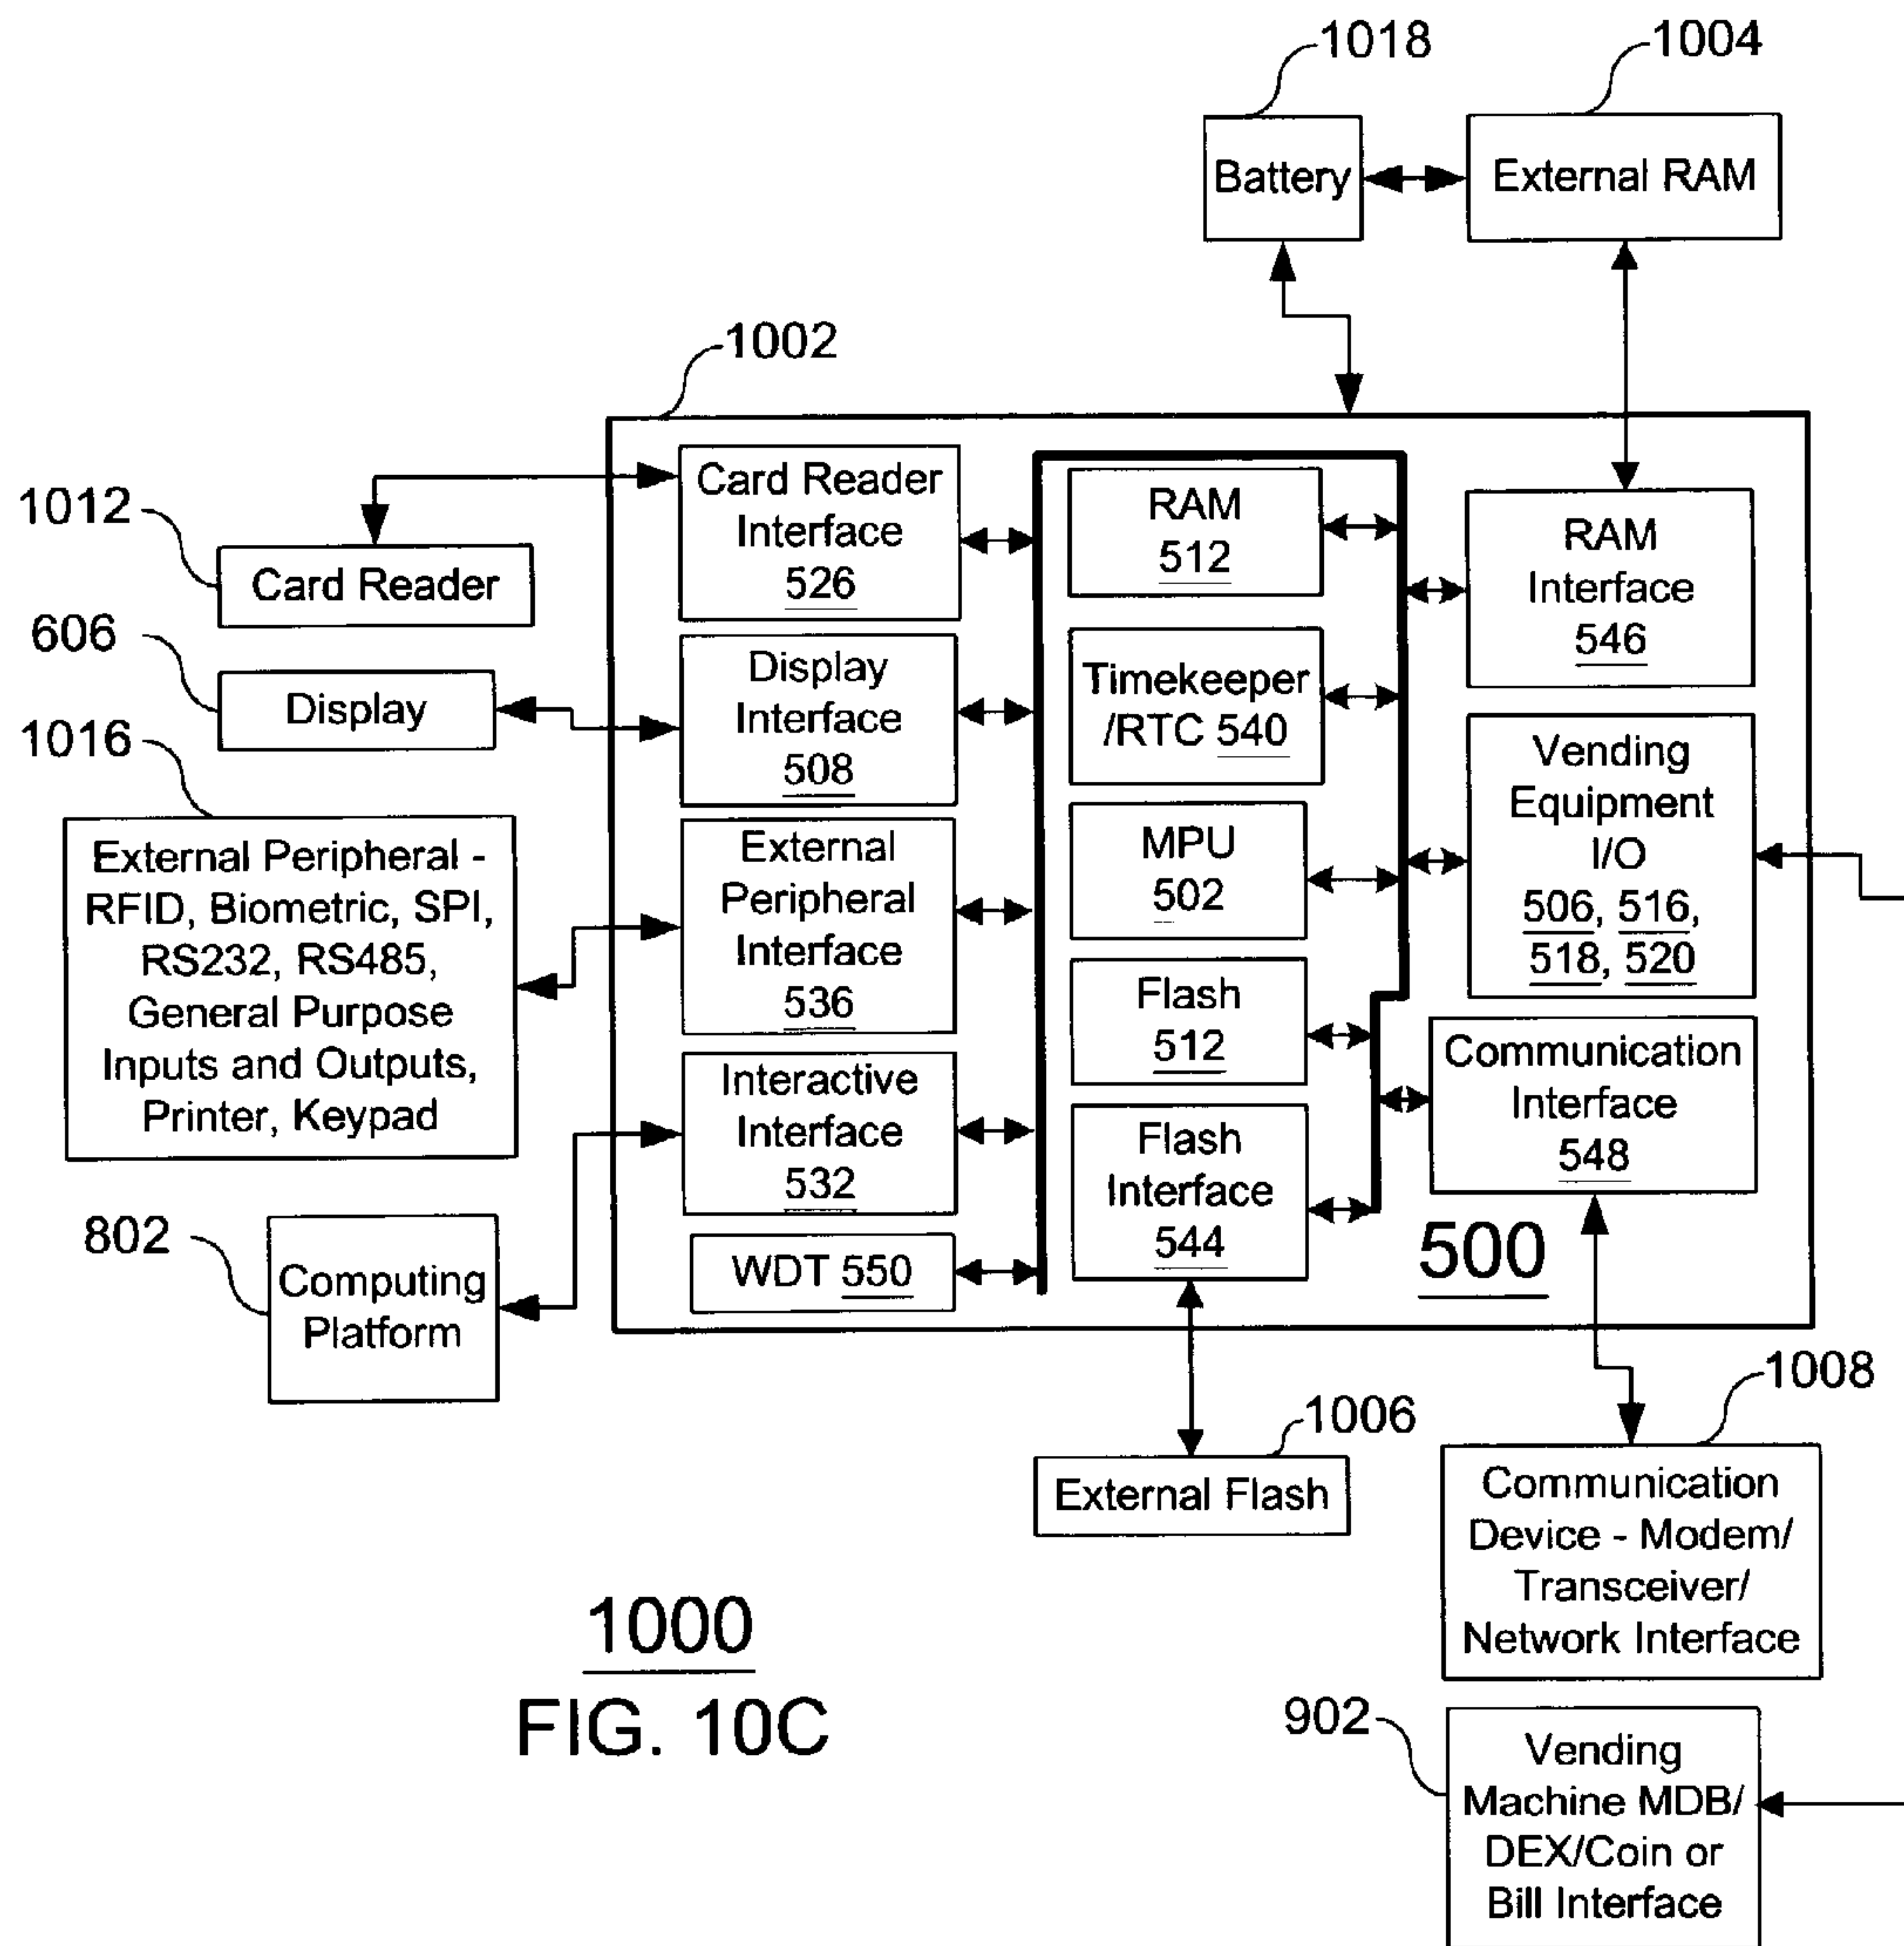 1018
1004
Battery
External RAM
1002
1012
Card Reader
606
Display
1016
External Peripheral -
RFID, Biometric, SPI,
RS232, RS485,
General Purpose
Inputs and Outputs,
Printer, Keypad
802
Computing
Platform
Card Reader
Interface
526
Display
Interface
508
External
Peripheral
Interface
536
Interactive
Interface
532
WDT 550
RAM
512
Timekeeper
/RTC 540
MPU
502
Flash
512
Flash
Interface
544
RAM
Interface
546
Vending
Equipment
I/O
506, 516,
518, 520
Communication
Interface
548
500
1006
External Flash
1008
Communication
Device - Modem/
Transceiver/
Network Interface
902
Vending
Machine MDB/
DEX/Coin or
Bill Interface
1000
FIG. 10C